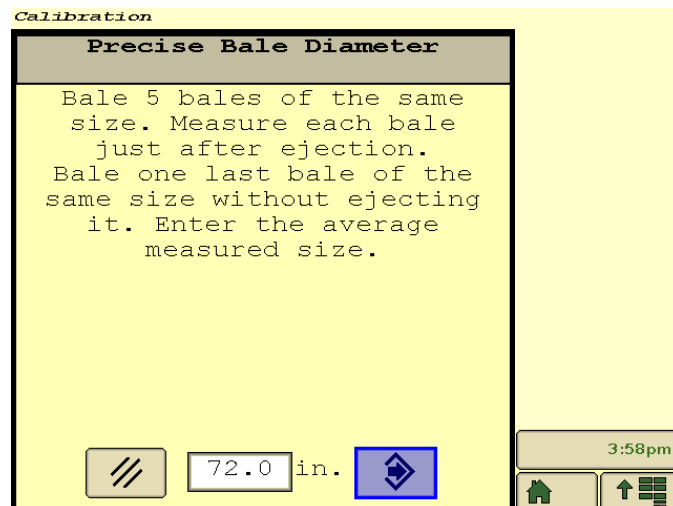 Calibration
Precise Bale Diameter
Bale 5 bales of the same
size. Measure each bale
just after ejection.
Bale one last bale of the
same size without ejecting
it. Enter the average
measured size.
72.0 in.
3:58pm